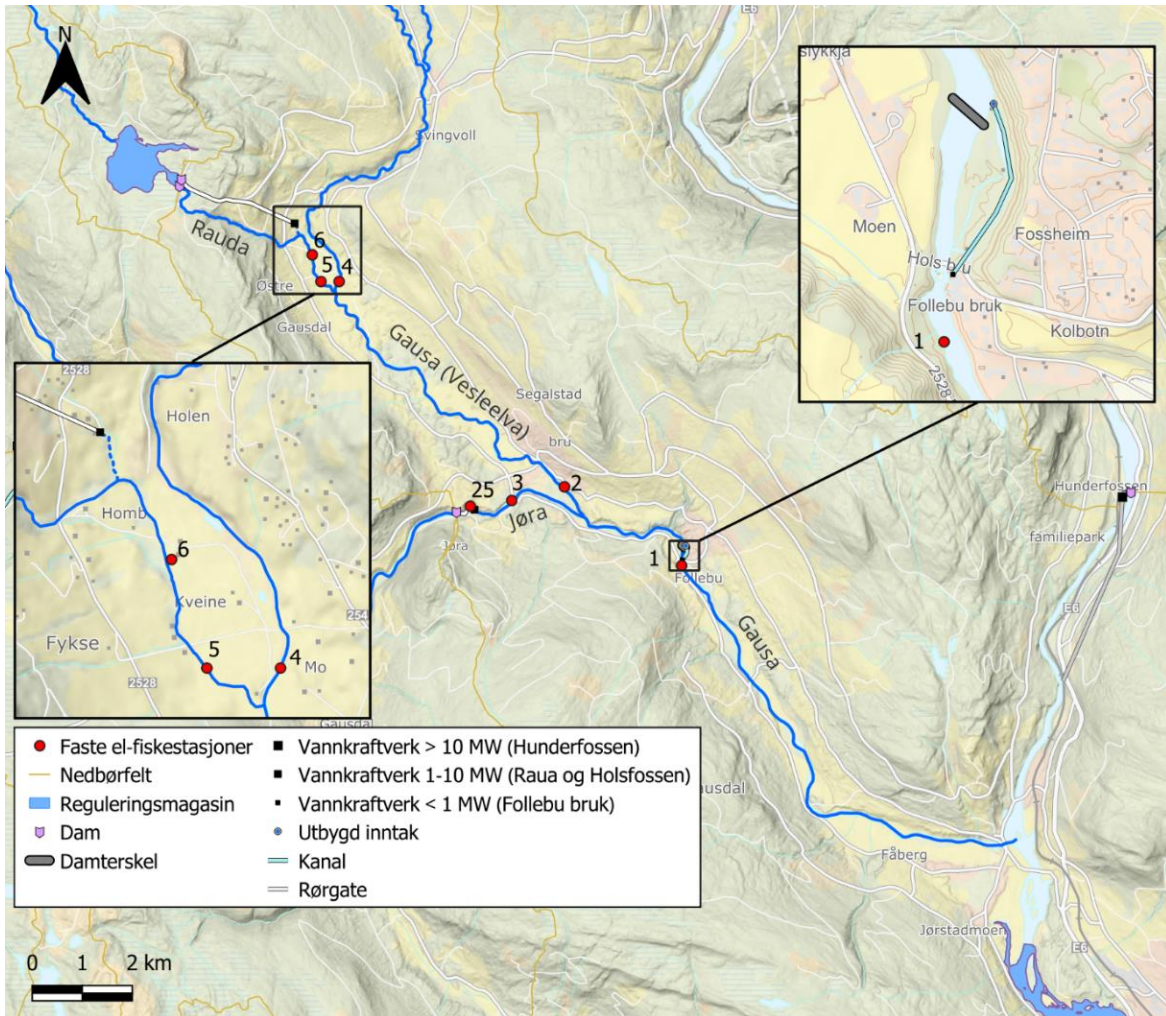 N
E6
Svingvoll
Rauda
6
5
4
Østre
Gausdal
Gausa (Vesleelva)
Segalstad
bru
25
3
2
Jøra
Jøra
1
Follebu
Gausa
Hunderfossen
familiepark
E6
Fåberg
Jørstadmoen
E6
slykkja
Moen
Fossheim
Hols bru
Follebu bruk
Kolbotn
1
2528
2528
Holen
Homb
6
Kveine
Fykse
5
4
Mo
2528
Gausdal
Faste el-fiskestasjoner
Nedbørfelt
Reguleringsmagasin
Dam
Damterskel
Vannkraftverk > 10 MW (Hunderfossen)
Vannkraftverk 1-10 MW (Raua og Holsfossen)
Vannkraftverk < 1 MW (Follebu bruk)
Utbygd inntak
Kanal
Rørgate
0 1 2 km